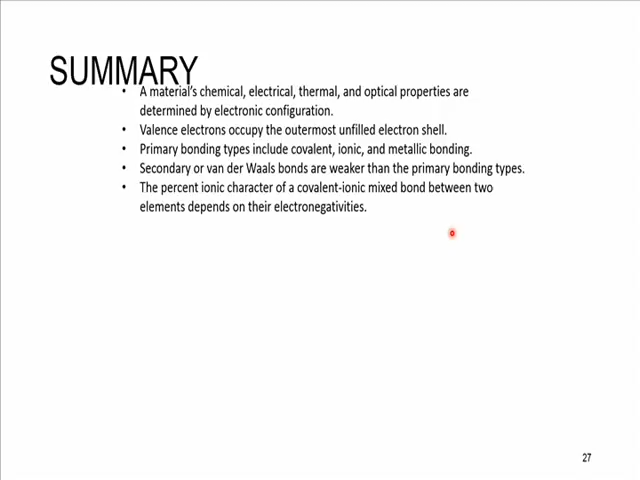 SUMMARY
• A material's chemical, electrical, thermal, and optical properties are
determined by electronic configuration.
• Valence electrons occupy the outermost unfilled electron shell.
• Primary bonding types include covalent, ionic, and metallic bonding.
• Secondary or van der Waals bonds are weaker than the primary bonding types.
• The percent ionic character of a covalent-ionic mixed bond between two
elements depends on their electronegativities.
27